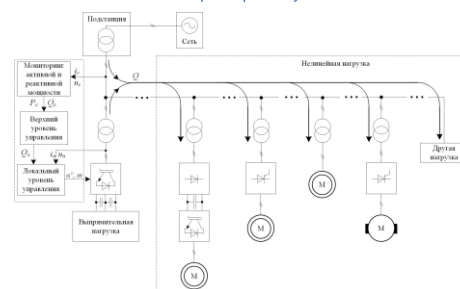 Подстанция
Сеть
Нелинейная нагрузка
Мониторинг
активной и
реактивной
мощности
Q
Верхний
уровень
управления
Локальный
уровень
управления
Выпрямительная
нагрузка
Другая
нагрузка
М
М
М
М